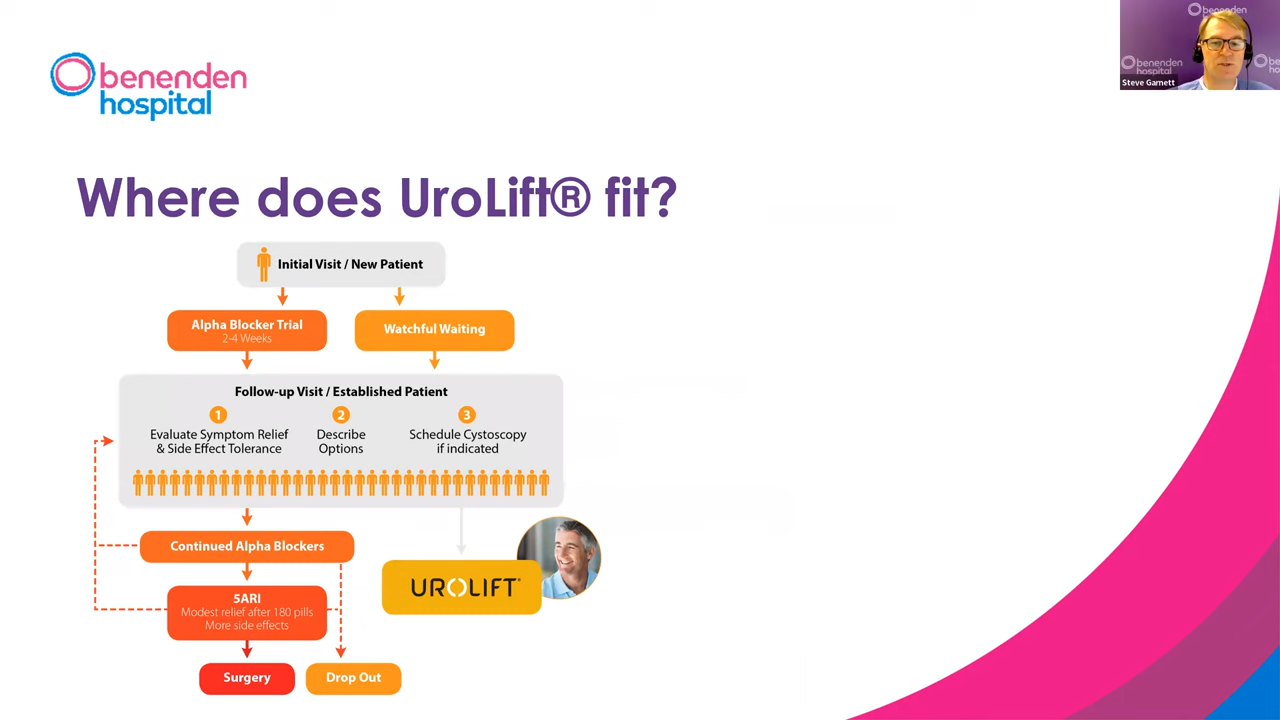 benenden
hospital
benenden
benenden
hospital
benenden
Steve Garnett
Where does UroLift® fit?
Initial Visit / New Patient
Alpha Blocker Trial
2-4 Weeks
Watchful Waiting
Follow-up Visit / Established Patient
1
2
3
Evaluate Symptom Relief
& Side Effect Tolerance
Describe
Options
Schedule Cystoscopy
if indicated
Continued Alpha Blockers
UROLIFT®
5ARI
Modest relief after 180 pills
More side effects
Surgery
Drop Out